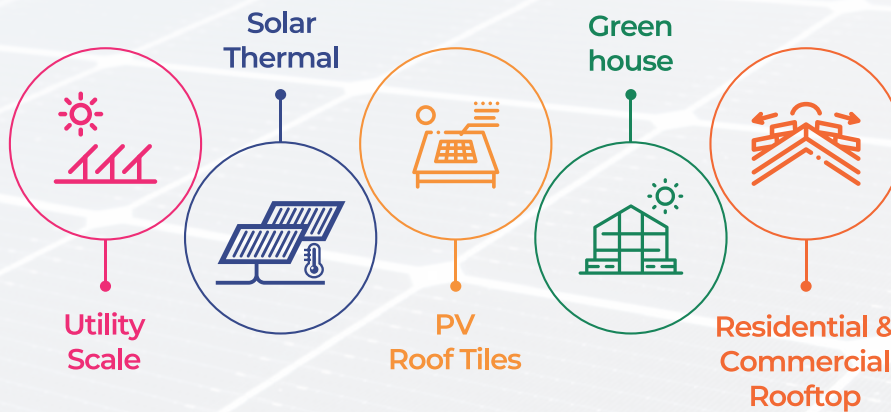 Solar
Thermal
Green
house
Utility
Scale
PV
Roof Tiles
Residential &
Commercial
Rooftop